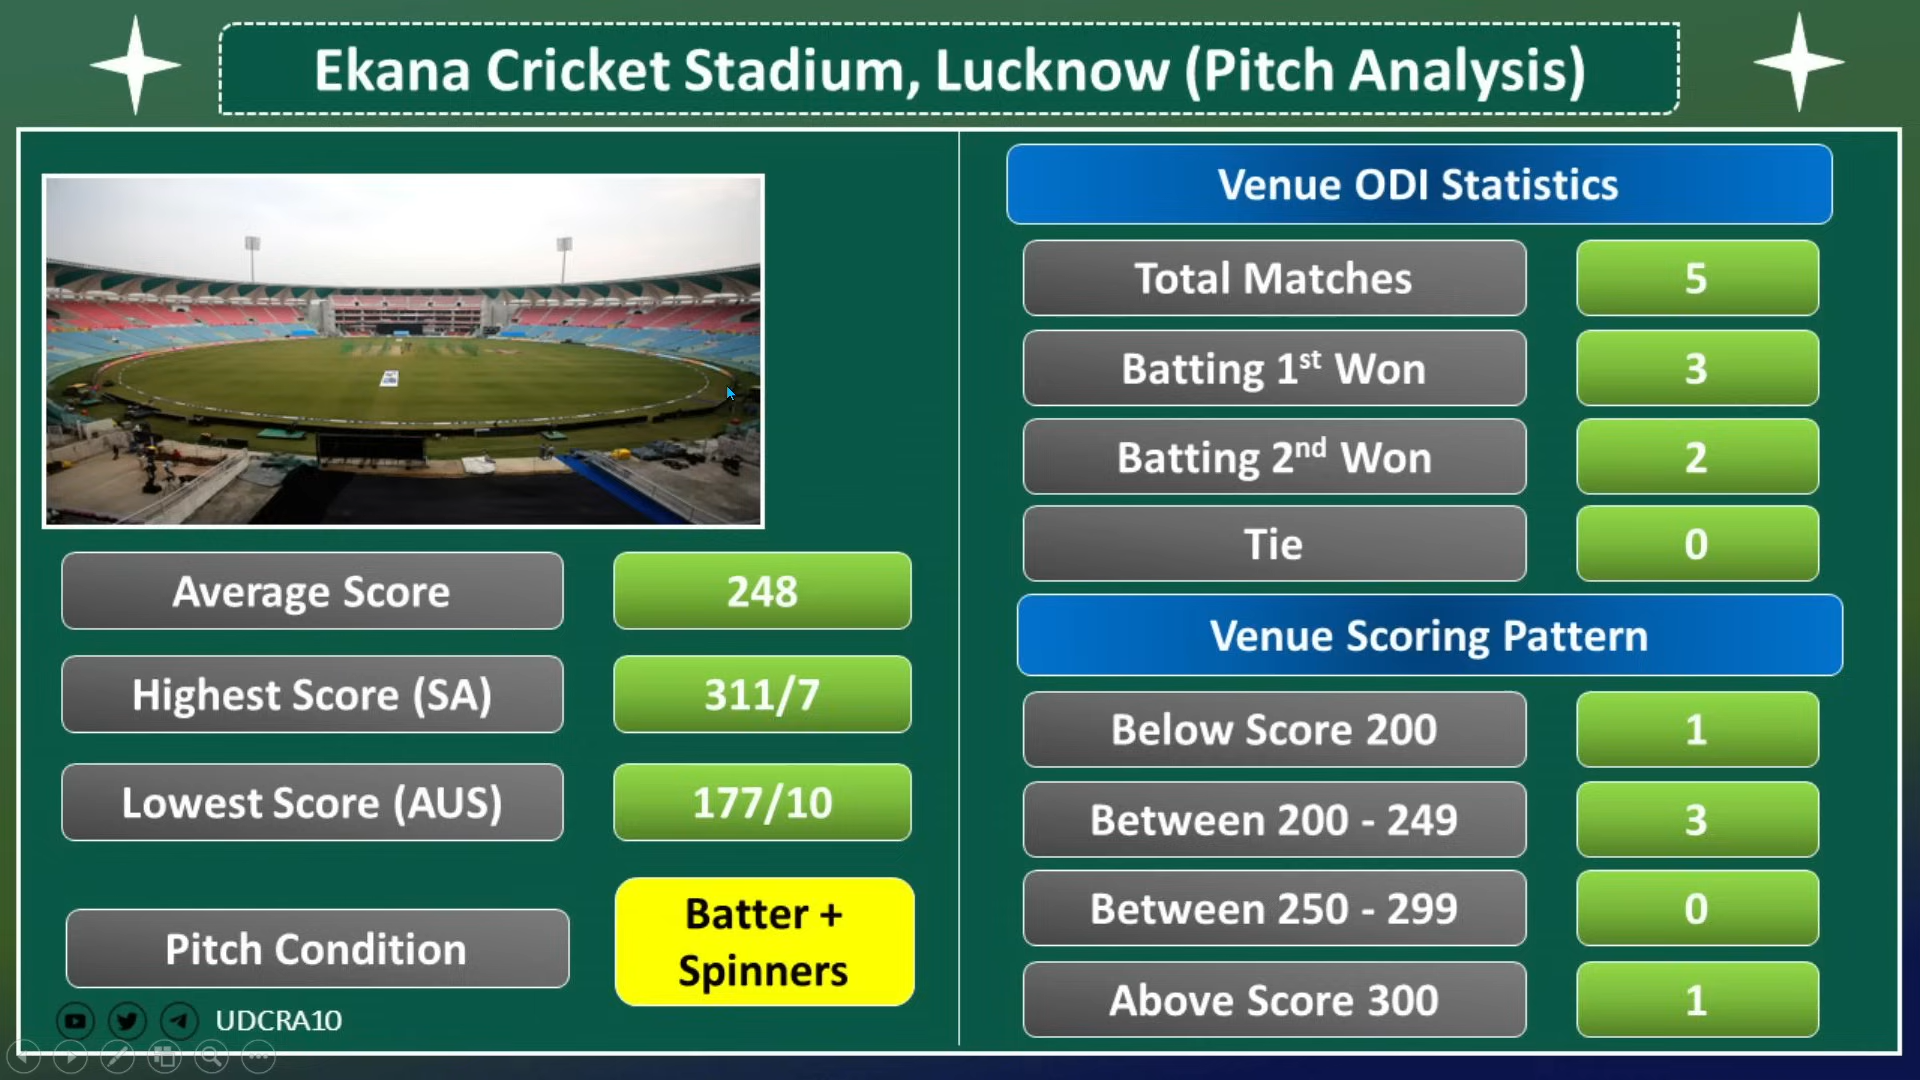 Ekana Cricket Stadium, Lucknow (Pitch Analysis)
Average Score 248
Highest Score (SA) 311/7
Lowest Score (AUS) 177/10
Pitch Condition
Batter +
Spinners
UDCRA10
Venue ODI Statistics
Total Matches 5
Batting 1st Won 3
Batting 2nd Won 2
Tie 0
Venue Scoring Pattern
Below Score 200 1
Between 200 - 249 3
Between 250 - 299 0
Above Score 300 1